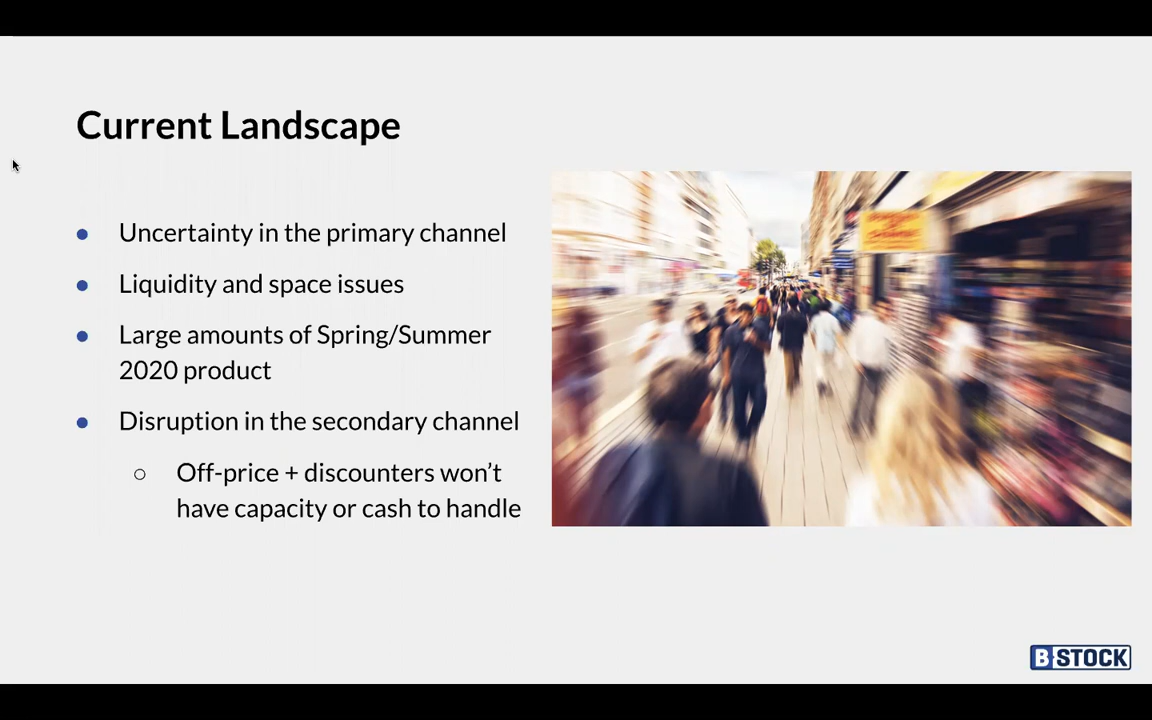 Current Landscape
Uncertainty in the primary channel
Liquidity and space issues
Large amounts of Spring/Summer
2020 product
Disruption in the secondary channel
Off-price + discounters won’t
have capacity or cash to handle
B STOCK